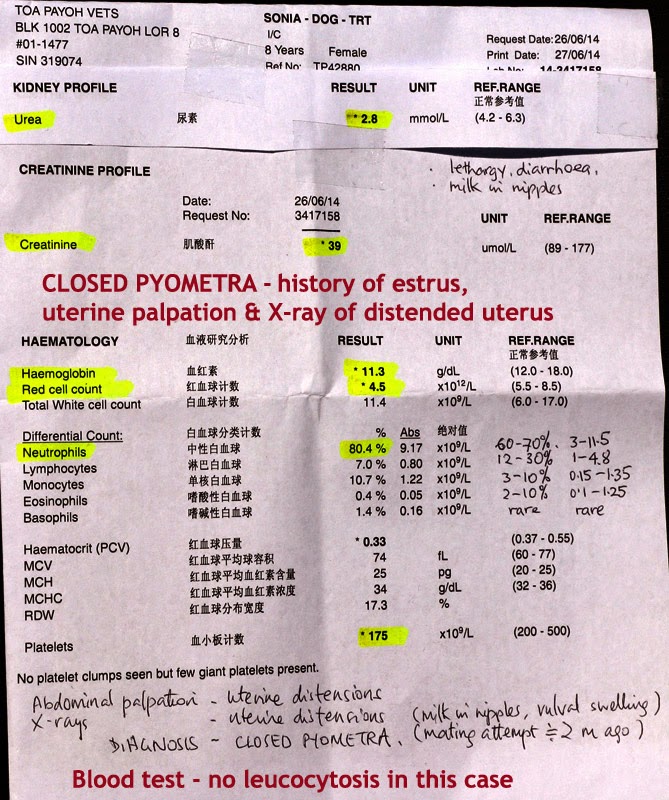 TOA PAYOH VETS
BLK 1002 TOA PAYOH LOR 8
#01-1477
SIN 319074
SONIA - DOG - TRT
I/C
8 Years Female
Ref No: TP42880
Request Date:26/06/14
Print Date: 27/06/14
Lab No: 14-3417158
KIDNEY PROFILE RESULT UNIT REF.RANGE
正常参考值
Urea 尿素 * 2.8 mmol/L (4.2 - 6.3)
CREATININE PROFILE
· lethargy, diarrhoea,
· milk in nipples
Date: 26/06/14
Request No: 3417158
UNIT REF.RANGE
Creatinine 肌酸酐 * 39 umol/L (89 - 177)
CLOSED PYOMETRA - history of estrus,
uterine palpation & X-ray of distended uterus
HAEMATOLOGY 血液研究分析 RESULT UNIT REF.RANGE
正常参考值
Haemoglobin 血红素 * 11.3 g/dL (12.0 - 18.0)
Red cell count 红血球计数 * 4.5 x10¹²/L (5.5 - 8.5)
Total White cell count 白血球计数 11.4 x10⁹/L (6.0 - 17.0)
Differential Count: 白血球分类计数 % Abs 绝对值
Neutrophils 中性白血球 80.4 % 9.17 x10⁹/L 60-70% 3-11.5
Lymphocytes 淋巴白血球 7.0 % 0.80 x10⁹/L 12-30% 1-4.8
Monocytes 单核白血球 10.7 % 1.22 x10⁹/L 3-10% 0.15-1.35
Eosinophils 嗜酸性白血球 0.4 % 0.05 x10⁹/L 2-10% 0.1-1.25
Basophils 嗜碱性白血球 1.4 % 0.16 x10⁹/L rare rare
Haematocrit (PCV) 红血球压量 * 0.33 (0.37 - 0.55)
MCV 红血球平均球容积 74 fL (60 - 77)
MCH 红血球平均血红素含量 25 pg (20 - 25)
MCHC 红血球平均血红素浓度 34 g/dL (32 - 36)
RDW 红血球分布宽度 17.3 %
Platelets 血小板计数 * 175 x10⁹/L (200 - 500)
No platelet clumps seen but few giant platelets present.
Abdominal palpation - uterine distensions
X-rays - uterine distensions (milk in nipples, vulval swelling)
DIAGNOSIS - CLOSED PYOMETRA. (mating attempt ≑ 2 m ago)
Blood test - no leucocytosis in this case